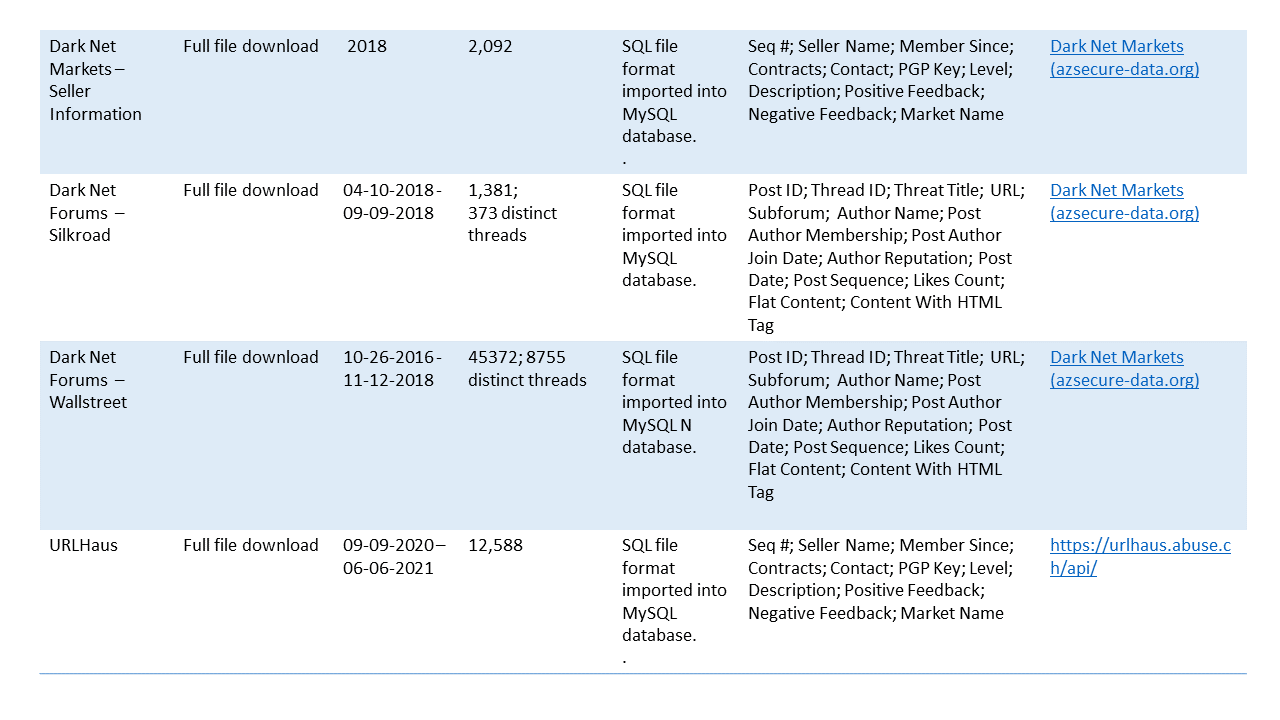 Dark Net
Markets –
Seller
Information
Full file download
2018
2,092
SQL file
format
imported into
MySQL
database.
.
Seq #; Seller Name; Member Since;
Contracts; Contact; PGP Key; Level;
Description; Positive Feedback;
Negative Feedback; Market Name
Dark Net Markets
(azsecure-data.org)
Dark Net
Forums –
Silkroad
Full file download
04-10-2018-
09-09-2018
1,381;
373 distinct
threads
SQL file
format
imported into
MySQL
database.
Post ID; Thread ID; Threat Title; URL;
Subforum; Author Name; Post
Author Membership; Post Author
Join Date; Author Reputation; Post
Date; Post Sequence; Likes Count;
Flat Content; Content With HTML
Tag
Dark Net Markets
(azsecure-data.org)
Dark Net
Forums –
Wallstreet
Full file download
10-26-2016-
11-12-2018
45372; 8755
distinct threads
SQL file
format
imported into
MySQL N
database.
Post ID; Thread ID; Threat Title; URL;
Subforum; Author Name; Post
Author Membership; Post Author
Join Date; Author Reputation; Post
Date; Post Sequence; Likes Count;
Flat Content; Content With HTML
Tag
Dark Net Markets
(azsecure-data.org)
URLHaus
Full file download
09-09-2020 –
06-06-2021
12,588
SQL file
format
imported into
MySQL
database.
.
Seq #; Seller Name; Member Since;
Contracts; Contact; PGP Key; Level;
Description; Positive Feedback;
Negative Feedback; Market Name
https://urlhaus.abuse.c
h/api/